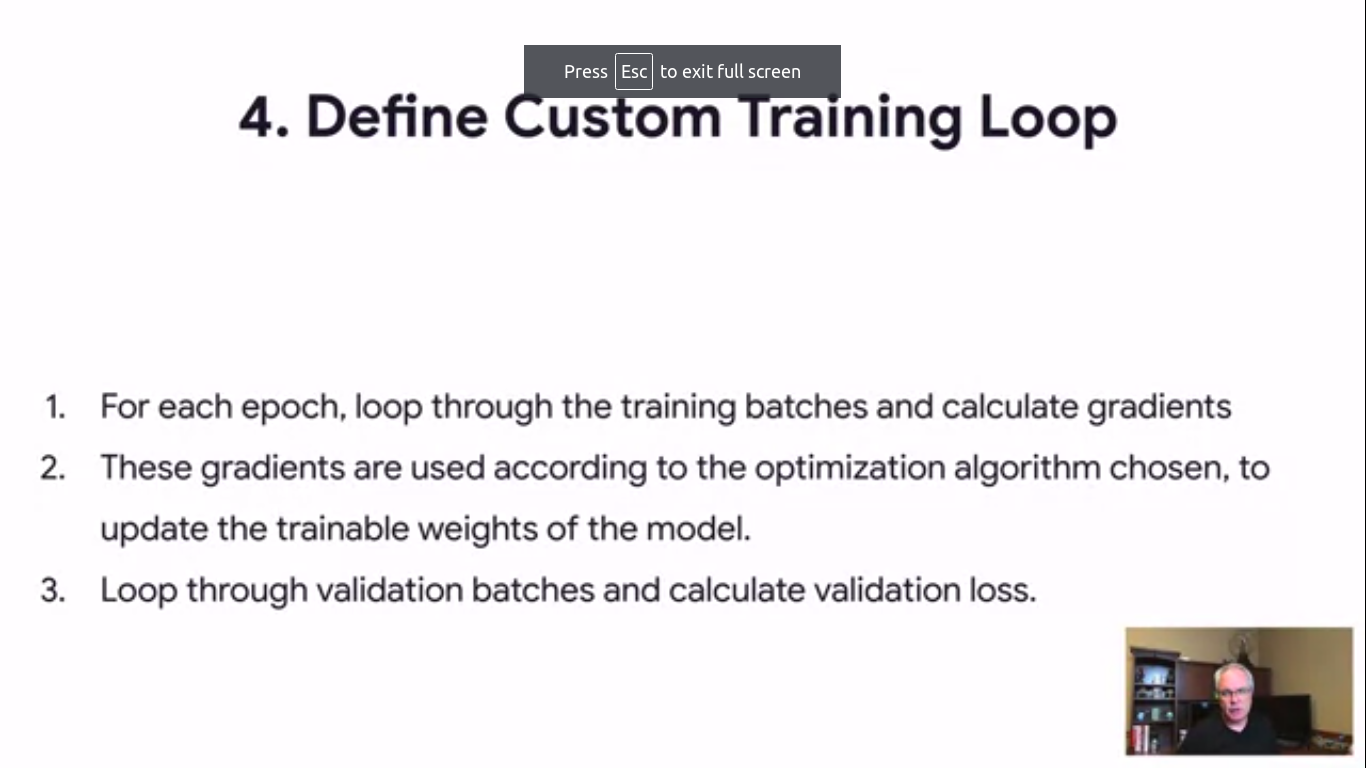 Press Esc to exit full screen
4. Define Custom Training Loop
1. For each epoch, loop through the training batches and calculate gradients
2. These gradients are used according to the optimization algorithm chosen, to
update the trainable weights of the model.
3. Loop through validation batches and calculate validation loss.